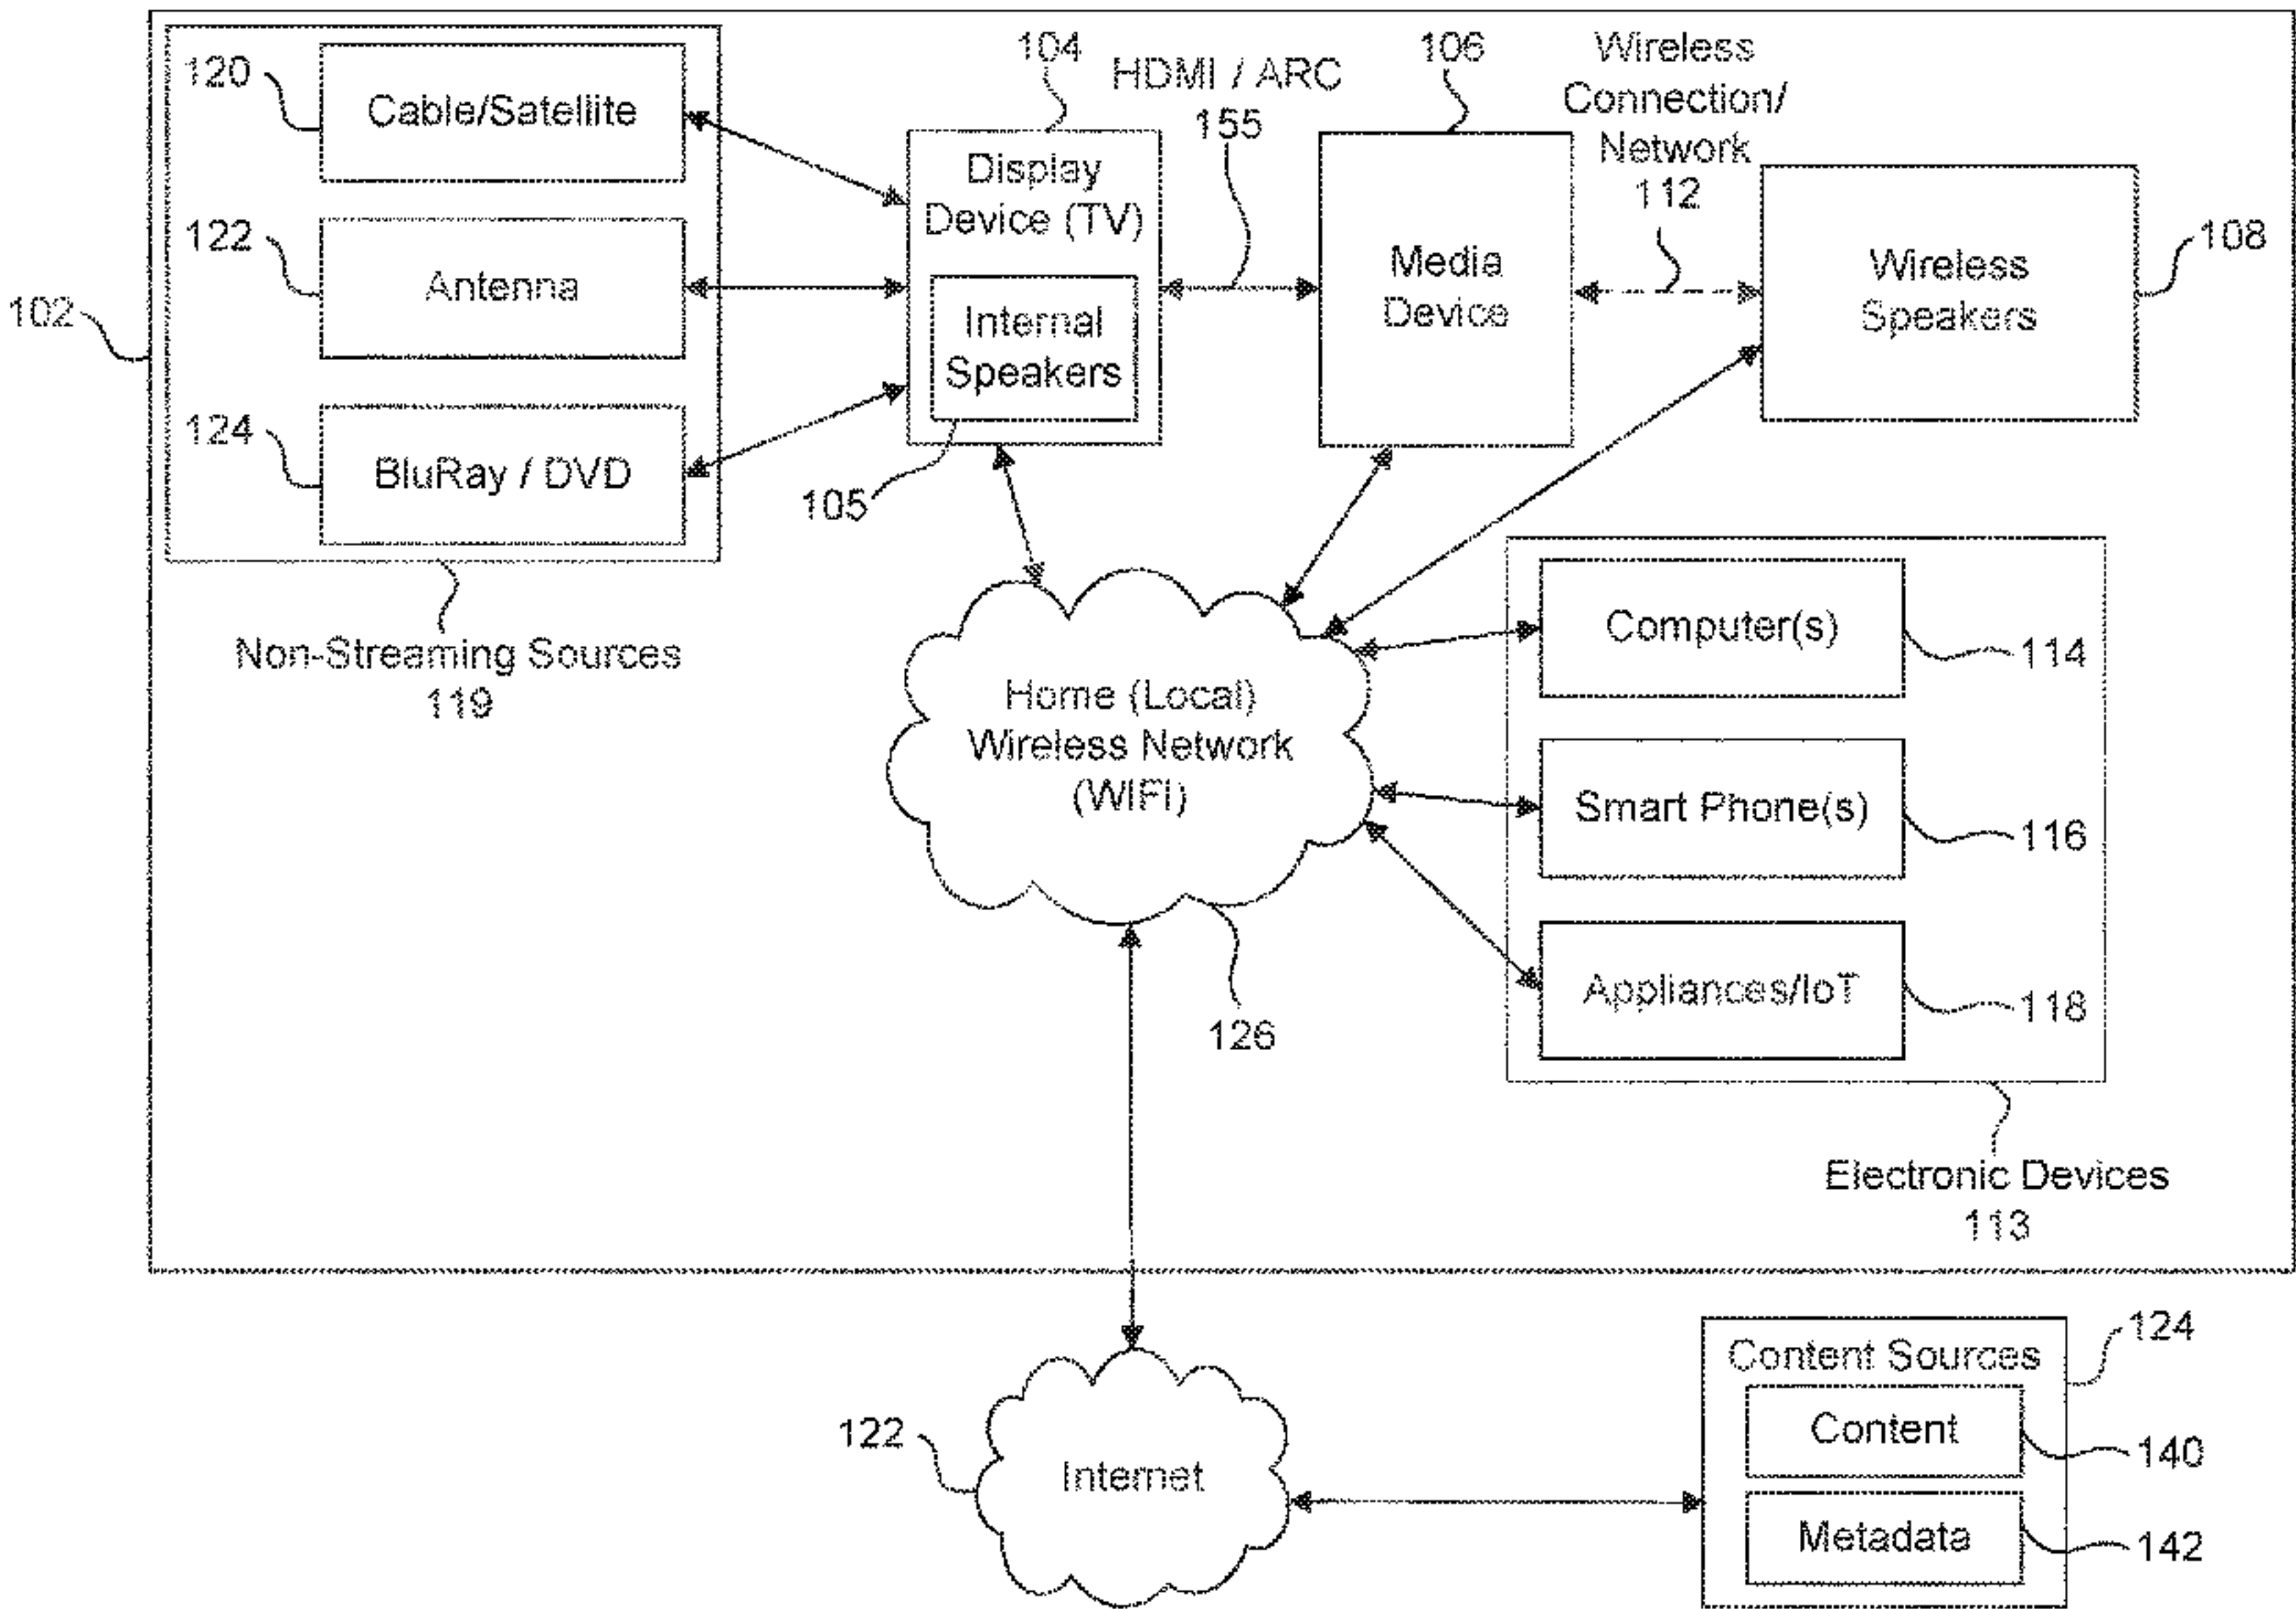 102
120
Cable/Satellite
122
Antenna
124
BluRay / DVD
Non-Streaming Sources
119
104
Display
Device (TV)
Internal
Speakers
105
HDMI / ARC
155
106
Media
Device
Wireless
Connection/
Network
112
Wireless
Speakers
108
Home (Local)
Wireless Network
(WIFI)
126
Computer(s)
114
Smart Phone(s)
116
Appliances/IoT
118
Electronic Devices
113
122
Internet
Content Sources
124
Content
140
Metadata
142